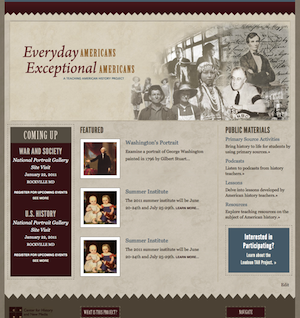 Everyday AMERICANS
Exceptional AMERICANS
A TEACHING AMERICAN HISTORY PROJECT
COMING UP
WAR AND SOCIETY
National Portrait Gallery
Site Visit
January 22, 2011
ROCKVILLE MD
REGISTER FOR UPCOMING EVENTS
SEE MORE
U.S. HISTORY
National Portrait Gallery
Site Visit
January 29, 2011
ROCKVILLE MD
REGISTER FOR UPCOMING EVENTS
SEE MORE
FEATURED
Washington's Portrait
Examine a portrait of George Washington
painted in 1796 by Gilbert Stuart...
Summer Institute
The 2011 summer institute will be June
20-24th and July 25-29th. LEARN MORE...
Summer Institute
The 2011 summer institute will be June
20-24th and July 25-29th. LEARN MORE...
PUBLIC MATERIALS
Primary Source Activities
Bring history to life for students by
using primary sources »
Podcasts
Listen to podcasts from history
teachers »
Lessons
Delve into lessons developed by
American history teachers »
Resources
Explore teaching resources on the
subject of American history »
Interested in
Participating?
Learn about the
Loudoun TAH Project. »
Edit
WHAT IS THIS PROJECT?
NAVIGATE